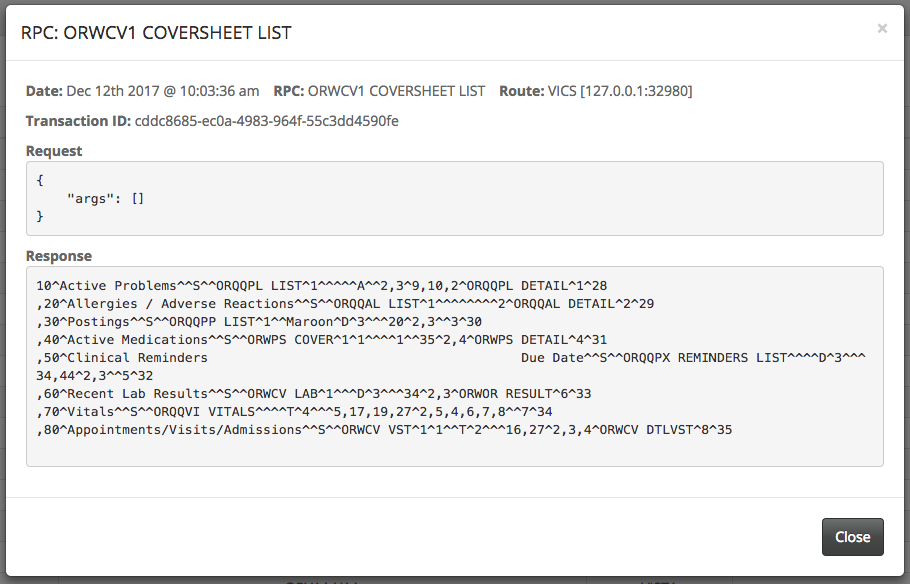 RPC: ORWCV1 COVERSHEET LIST
×
Date: Dec 12th 2017 @ 10:03:36 am RPC: ORWCV1 COVERSHEET LIST Route: VICS [127.0.0.1:32980]
Transaction ID: cddc8685-ec0a-4983-964f-55c3dd4590fe
Request
{
"args": []
}
Response
10^Active Problems^^S^^ORQQPL LIST^1^^^^^A^^2,3^9,10,2^ORQQPL DETAIL^1^28
,20^Allergies / Adverse Reactions^^S^^ORQQAL LIST^1^^^^^^^^2^ORQQAL DETAIL^2^29
,30^Postings^^S^^ORQQPP LIST^1^^Maroon^D^3^^^20^2,3^^3^30
,40^Active Medications^^S^^ORWPS COVER^1^1^^^^1^^35^2,4^ORWPS DETAIL^4^31
,50^Clinical Reminders Due Date^^S^^ORQQPX REMINDERS LIST^^^^D^3^^^
34,44^2,3^^5^32
,60^Recent Lab Results^^S^^ORWCV LAB^1^^^D^3^^^34^2,3^ORWOR RESULT^6^33
,70^Vitals^^S^^ORQQVI VITALS^^^^T^4^^^5,17,19,27^2,5,4,6,7,8^^7^34
,80^Appointments/Visits/Admissions^^S^^ORWCV VST^1^1^^T^2^^^16,27^2,3,4^ORWCV DTLVST^8^35
Close